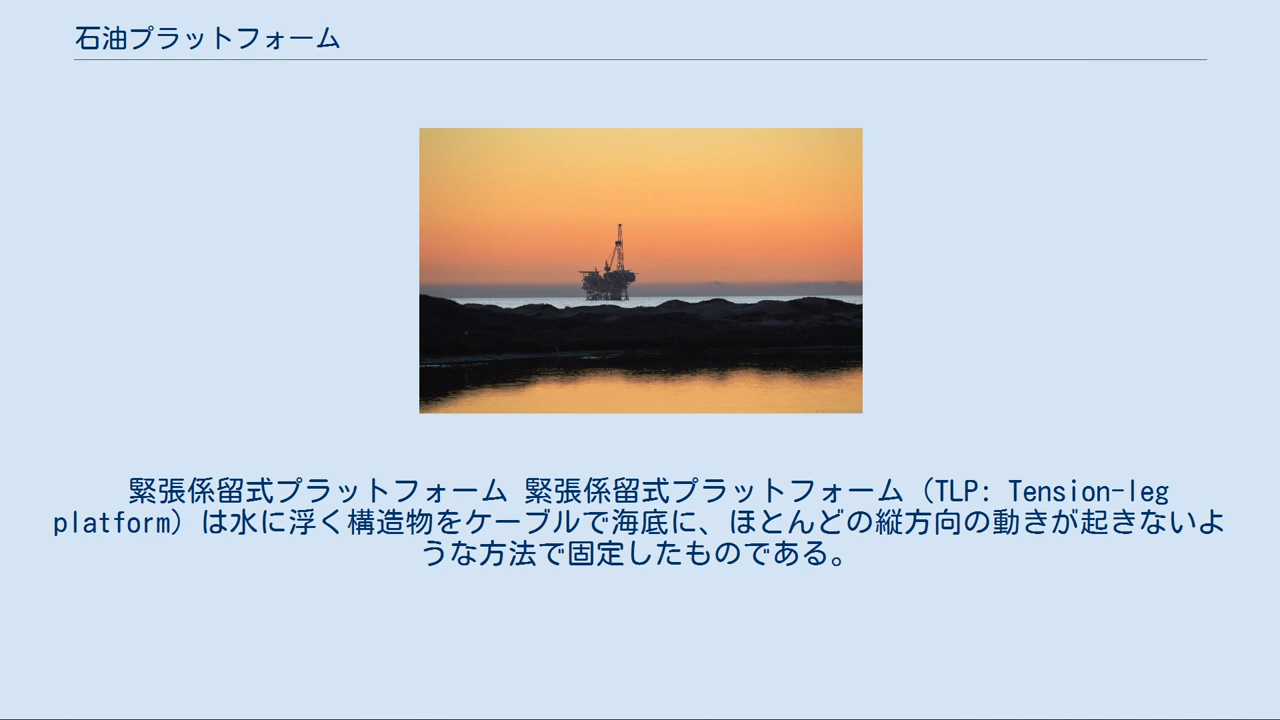 石油プラットフォーム
緊張係留式プラットフォーム 緊張係留式プラットフォーム（TLP: Tension-leg
platform）は水に浮く構造物をケーブルで海底に、ほとんどの縦方向の動きが起きないよ
うな方法で固定したものである。